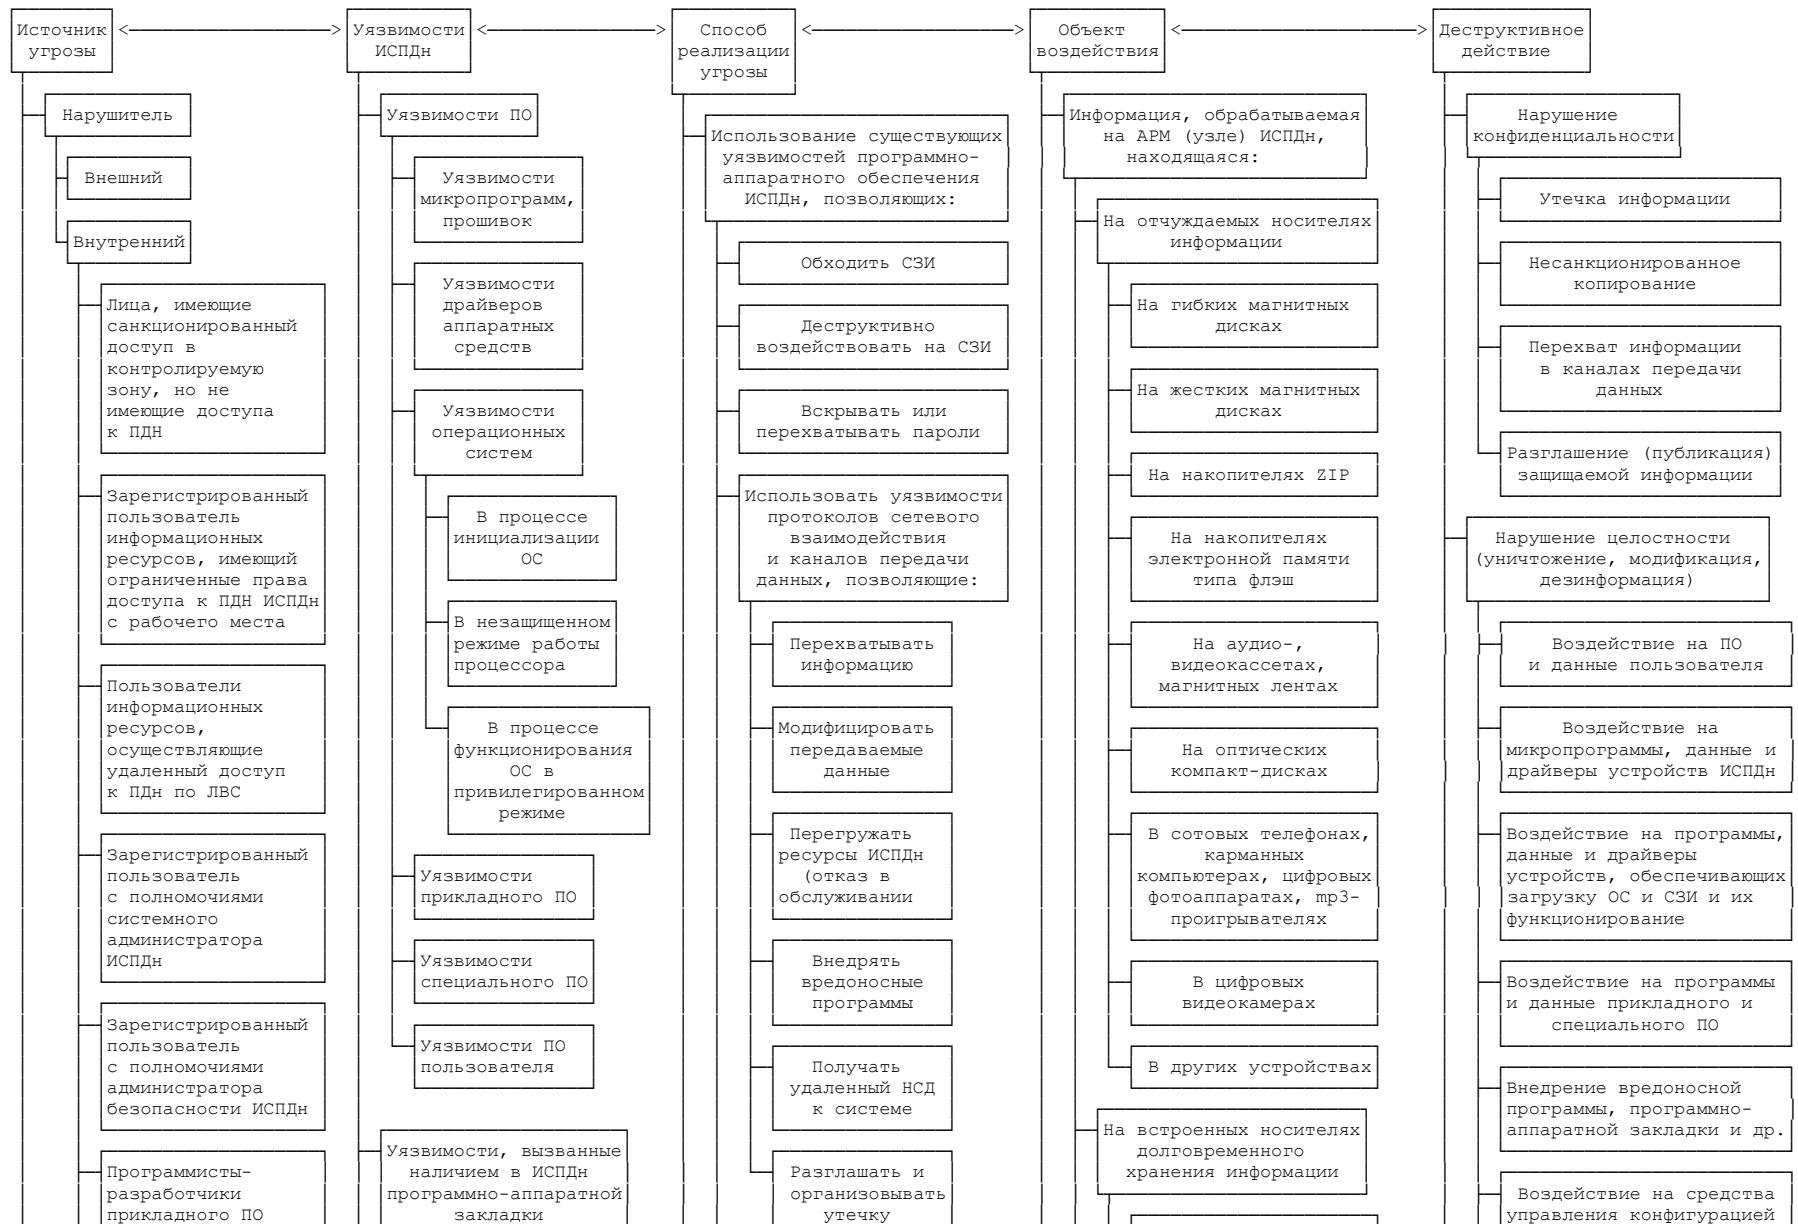 Источник
угрозы
Нарушитель
Внешний
Внутренний
Лица, имеющие
санкционированный
доступ в
контролируемую
зону, но не
имеющие доступа
к ПДН
Зарегистрированный
пользователь
информационных
ресурсов, имеющий
ограниченные права
доступа к ПДН ИСПДн
с рабочего места
Пользователи
информационных
ресурсов,
осуществляющие
удаленный доступ
к ПДн по ЛВС
Зарегистрированный
пользователь
с полномочиями
системного
администратора
ИСПДн
Зарегистрированный
пользователь
с полномочиями
администратора
безопасности ИСПДн
Программисты-
разработчики
прикладного ПО
Уязвимости
ИСПДн
Уязвимости ПО
Уязвимости
микропрограмм,
прошивок
Уязвимости
драйверов
аппаратных
средств
Уязвимости
операционных
систем
В процессе
инициализации
ОС
В незащищенном
режиме работы
процессора
В процессе
функционирования
ОС в
привилегированном
режиме
Уязвимости
прикладного ПО
Уязвимости
специального ПО
Уязвимости ПО
пользователя
Уязвимости, вызванные
наличием в ИСПДн
программно-аппаратной
закладки
Способ
реализации
угрозы
Использование существующих
уязвимостей программно-
аппаратного обеспечения
ИСПДн, позволяющих:
Обходить СЗИ
Деструктивно
воздействовать на СЗИ
Вскрывать или
перехватывать пароли
Использовать уязвимости
протоколов сетевого
взаимодействия
и каналов передачи
данных, позволяющие:
Перехватывать
информацию
Модифицировать
передаваемые
данные
Перегружать
ресурсы ИСПДн
(отказ в
обслуживании
Внедрять
вредоносные
программы
Получать
удаленный НСД
к системе
Разглашать и
организовывать
утечку
Объект
воздействия
Информация, обрабатываемая
на АРМ (узле) ИСПДн,
находящаяся:
На отчуждаемых носителях
информации
На гибких магнитных
дисках
На жестких магнитных
дисках
На накопителях ZIP
На накопителях
электронной памяти
типа флэш
На аудио-,
видеокассетах,
магнитных лентах
На оптических
компакт-дисках
В сотовых телефонах,
карманных
компьютерах, цифровых
фотоаппаратах, mp3-
проигрывателях
В цифровых
видеокамерах
В других устройствах
На встроенных носителях
долговременного
хранения информации
Деструктивное
действие
Нарушение
конфиденциальности
Утечка информации
Несанкционированное
копирование
Перехват информации
в каналах передачи
данных
Разглашение (публикация)
защищаемой информации
Нарушение целостности
(уничтожение, модификация,
дезинформация)
Воздействие на ПО
и данные пользователя
Воздействие на
микропрограммы, данные и
драйверы устройств ИСПДн
Воздействие на программы,
данные и драйверы
устройств, обеспечивающих
загрузку ОС и СЗИ и их
функционирование
Воздействие на программы
и данные прикладного и
специального ПО
Внедрение вредоносной
программы, программно-
аппаратной закладки и др.
Воздействие на средства
управления конфигурацией